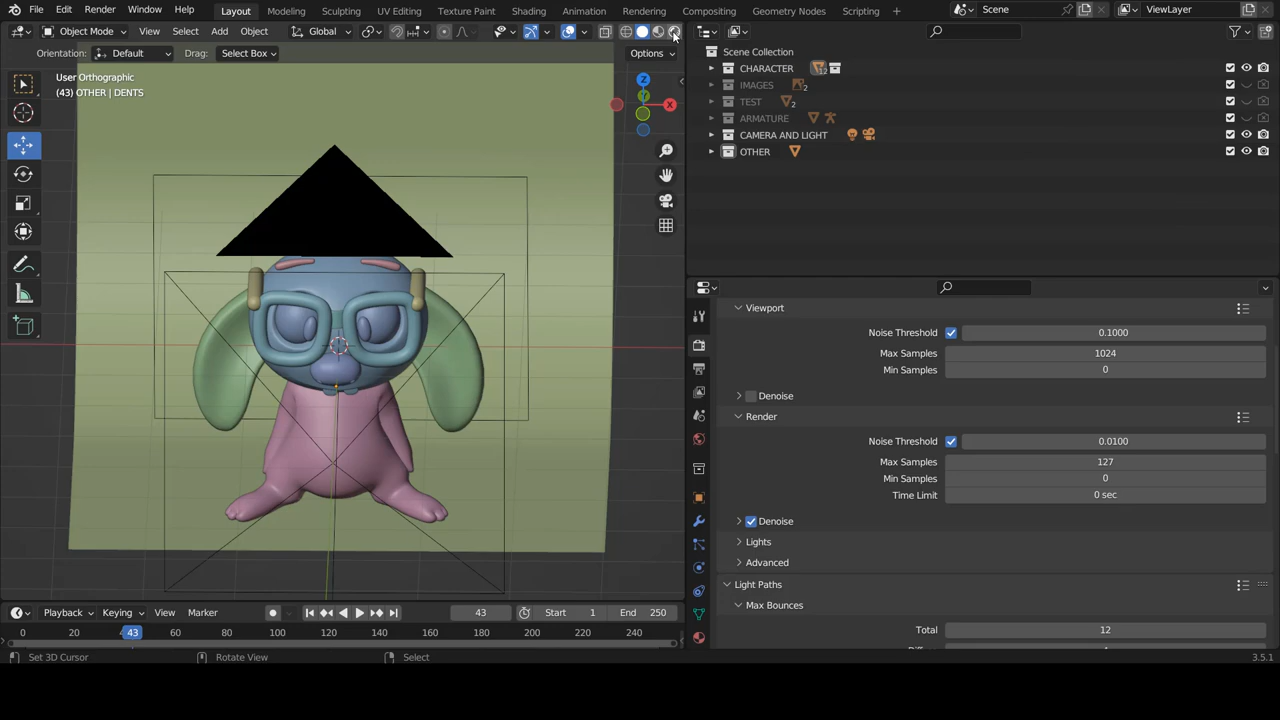 File Edit Render Window Help Layout Modeling Sculpting UV Editing Texture Paint Shading Animation Rendering Compositing Geometry Nodes Scripting + Scene ViewLayer
Object Mode View Select Add Object Global
Orientation: Default Drag: Select Box Options
User Orthographic
(43) OTHER | DENTS
Z
Y
X
Scene Collection
CHARACTER 12
IMAGES 2
TEST 2
ARMATURE
CAMERA AND LIGHT
OTHER
Viewport
Noise Threshold 0.1000
Max Samples 1024
Min Samples 0
Denoise
Render
Noise Threshold 0.0100
Max Samples 127
Min Samples 0
Time Limit 0 sec
Denoise
Lights
Advanced
Light Paths
Max Bounces
Total 12
Playback Keying View Marker 43 Start 1 End 250
0 20 43 60 80 100 120 140 160 180 200 220 240
Set 3D Cursor Rotate View Select 3.5.1